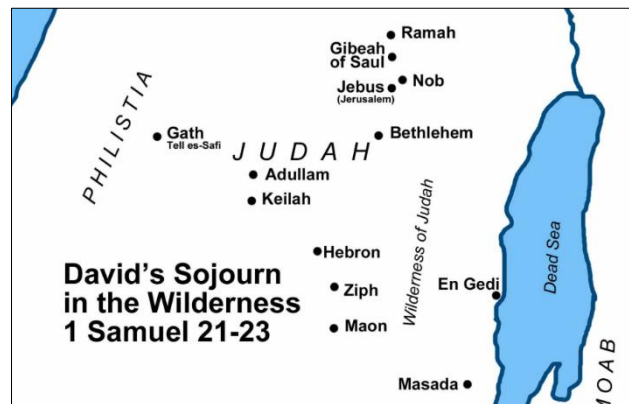 Ramah
Gibeah
of Saul
Nob
Jebus
(Jerusalem)
PHILISTIA
Gath
Tell es-Safi
JUDAH
Bethlehem
Adullam
Keilah
Wilderness of Judah
Dead Sea
Hebron
David's Sojourn
in the Wilderness
1 Samuel 21-23
Ziph
En Gedi
Maon
Masada
MOAB